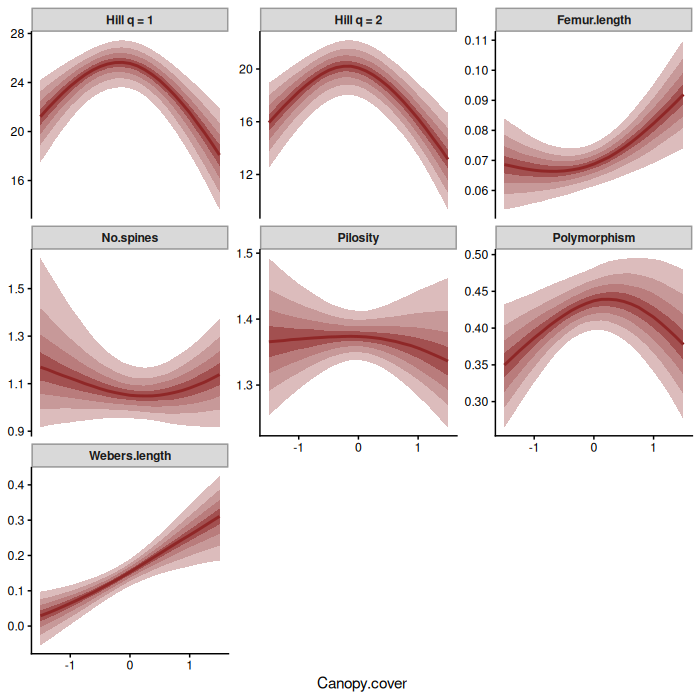 Hill q = 1
Hill q = 2
Femur.length
28
24
20
16
20
16
12
0.11
0.10
0.09
0.08
0.07
0.06
No.spines
Pilosity
Polymorphism
1.5
1.3
1.1
0.9
1.5
1.4
1.3
0.50
0.45
0.40
0.35
0.30
-1 0 1
-1 0 1
Webers.length
0.4
0.3
0.2
0.1
0.0
-1 0 1
Canopy.cover